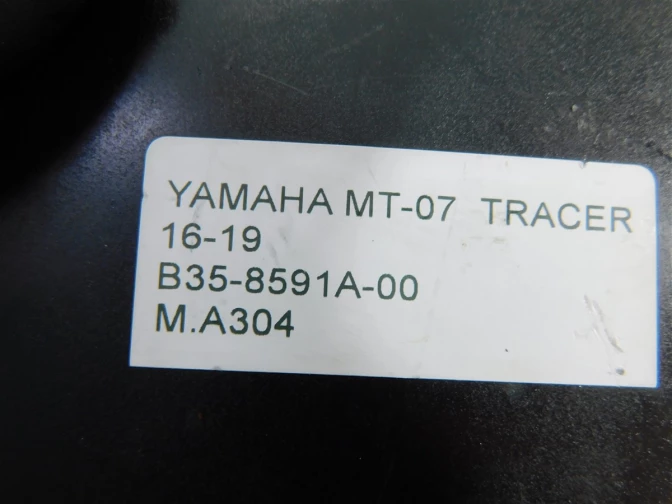 YAMAHA MT-07 TRACER
16-19
B35-8591A-00
M.A304